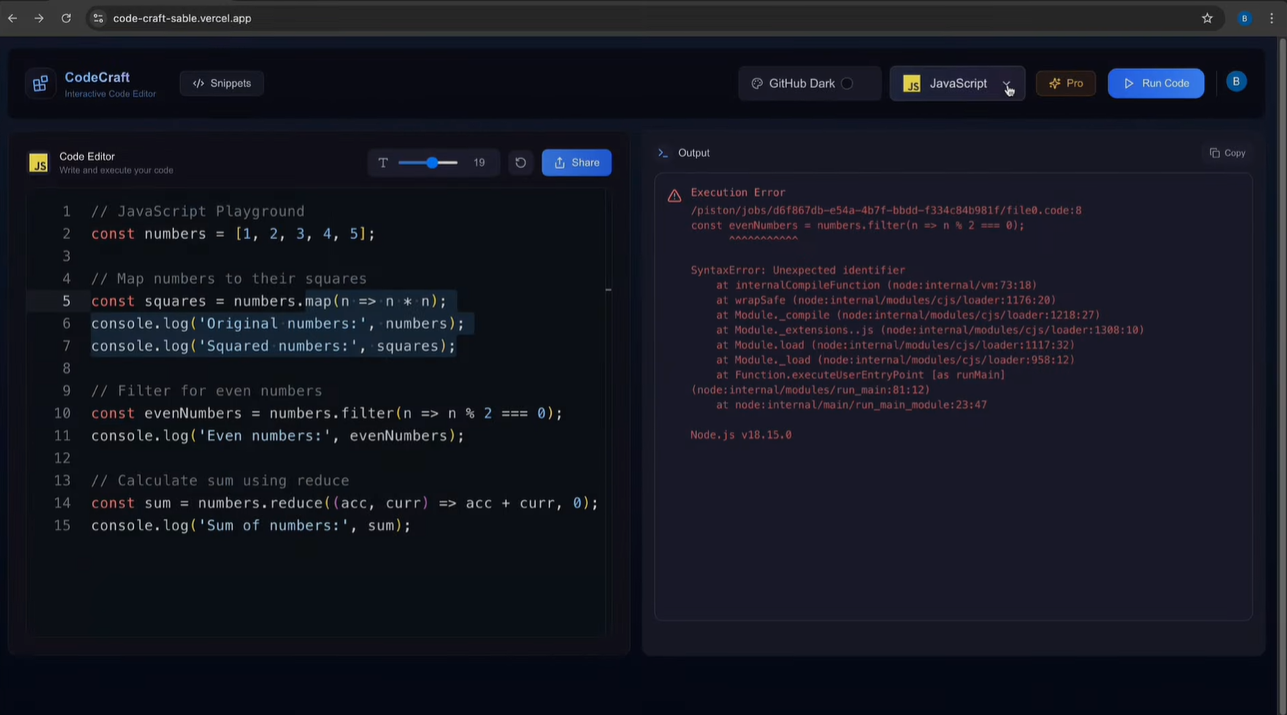 code-craft-sable.vercel.app
B
CodeCraft
Interactive Code Editor
</> Snippets
GitHub Dark
JS JavaScript
Pro
Run Code
B
JS Code Editor
Write and execute your code
T 19
Share
1 // JavaScript Playground
2 const numbers = [1, 2, 3, 4, 5];
3
4 // Map numbers to their squares
5 const squares = numbers.map(n => n * n);
6 console.log('Original numbers:', numbers);
7 console.log('Squared numbers:', squares);
8
9 // Filter for even numbers
10 const evenNumbers = numbers.filter(n => n % 2 === 0);
11 console.log('Even numbers:', evenNumbers);
12
13 // Calculate sum using reduce
14 const sum = numbers.reduce((acc, curr) => acc + curr, 0);
15 console.log('Sum of numbers:', sum);
Output
Copy
Execution Error
/piston/jobs/d6f867db-e54a-4b7f-bbdd-f334c84b981f/file0.code:8
const evenNumbers = numbers.filter(n => n % 2 === 0);
^^^^^^^^^^^
SyntaxError: Unexpected identifier
at internalCompileFunction (node:internal/vm:73:18)
at wrapSafe (node:internal/modules/cjs/loader:1176:20)
at Module._compile (node:internal/modules/cjs/loader:1218:27)
at Module._extensions..js (node:internal/modules/cjs/loader:1308:10)
at Module.load (node:internal/modules/cjs/loader:1117:32)
at Module._load (node:internal/modules/cjs/loader:958:12)
at Function.executeUserEntryPoint [as runMain]
(node:internal/modules/run_main:81:12)
at node:internal/main/run_main_module:23:47
Node.js v18.15.0